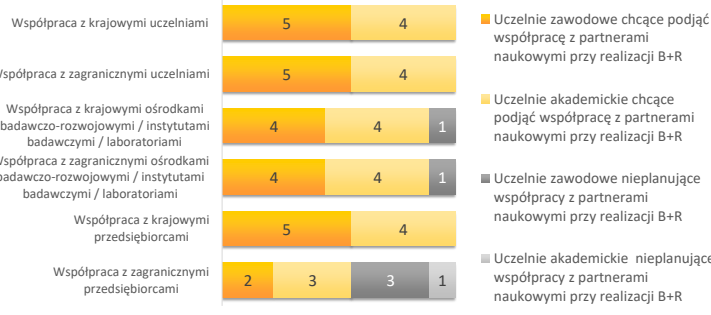 Współpraca z krajowymi uczelniami
5 4
Współpraca z zagranicznymi uczelniami
5 4
Współpraca z krajowymi ośrodkami
badawczo-rozwojowymi / instytutami
badawczymi / laboratoriami
4 4 1
Współpraca z zagranicznymi ośrodkami
badawczo-rozwojowymi / instytutami
badawczymi / laboratoriami
4 4 1
Współpraca z krajowymi
przedsiębiorcami
5 4
Współpraca z zagranicznymi
przedsiębiorcami
2 3 3 1
Uczelnie zawodowe chcące podjąć
współpracę z partnerami
naukowymi przy realizacji B+R
Uczelnie akademickie chcące
podjąć współpracę z partnerami
naukowymi przy realizacji B+R
Uczelnie zawodowe nieplanujące
współpracy z partnerami
naukowymi przy realizacji B+R
Uczelnie akademickie nieplanujące
współpracy z partnerami
naukowymi przy realizacji B+R